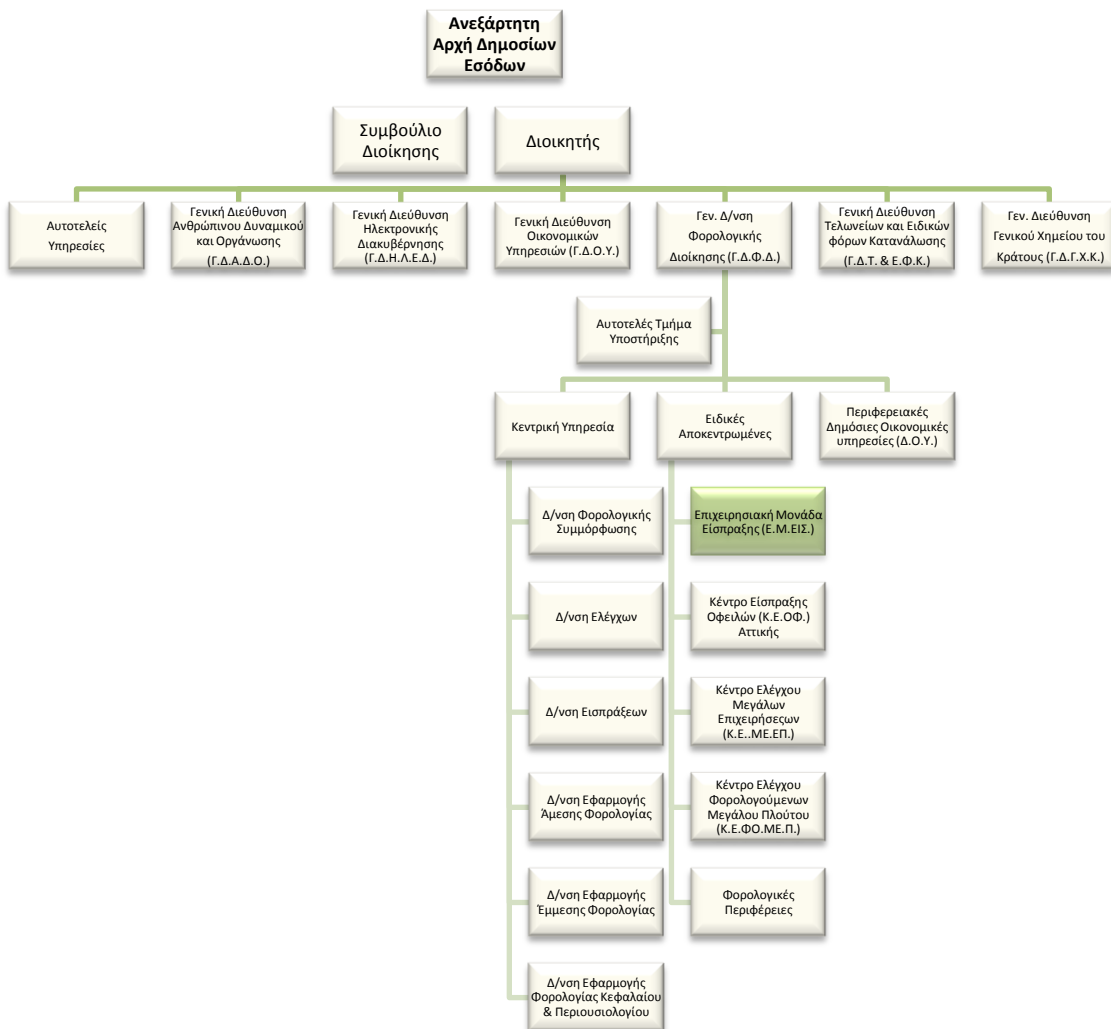 Ανεξάρτητη
Αρχή Δημοσίων
Εσόδων
Συμβούλιο
Διοίκησης
Διοικητής
Αυτοτελείς
Υπηρεσίες
Γενική Διεύθυνση
Ανθρώπινου Δυναμικού
και Οργάνωσης
(Γ.Δ.Α.Δ.Ο.)
Γενική Διεύθυνση
Ηλεκτρονικής
Διακυβέρνησης
(Γ.Δ.Η.Λ.Ε.Δ.)
Γενική Διεύθυνση
Οικονομικών
Υπηρεσιών (Γ.Δ.Ο.Υ.)
Γεν. Δ/νση
Φορολογικής
Διοίκησης (Γ.Δ.Φ.Δ.)
Γενική Διεύθυνση
Τελωνείων και Ειδικών
φόρων Κατανάλωσης
(Γ.Δ.Τ. & Ε.Φ.Κ.)
Γεν. Διεύθυνση
Γενικού Χημείου του
Κράτους (Γ.Δ.Γ.Χ.Κ.)
Αυτοτελές Τμήμα
Υποστήριξης
Κεντρική Υπηρεσία
Ειδικές
Αποκεντρωμένες
Περιφερειακές
Δημόσιες Οικονομικές
υπηρεσίες (Δ.Ο.Υ.)
Δ/νση Φορολογικής
Συμμόρφωσης
Δ/νση Ελέγχων
Δ/νση Εισπράξεων
Δ/νση Εφαρμογής
Άμεσης Φορολογίας
Δ/νση Εφαρμογής
Έμμεσης Φορολογίας
Δ/νση Εφαρμογής
Φορολογίας Κεφαλαίου
& Περιουσιολογίου
Επιχειρησιακή Μονάδα
Είσπραξης (Ε.Μ.ΕΙΣ.)
Κέντρο Είσπραξης
Οφειλών (Κ.Ε.ΟΦ.)
Αττικής
Κέντρο Ελέγχου
Μεγάλων
Επιχειρήσεςων
(Κ.Ε..ΜΕ.ΕΠ.)
Κέντρο Ελέγχου
Φορολογούμενων
Μεγάλου Πλούτου
(Κ.Ε.ΦΟ.ΜΕ.Π.)
Φορολογικές
Περιφέρειες